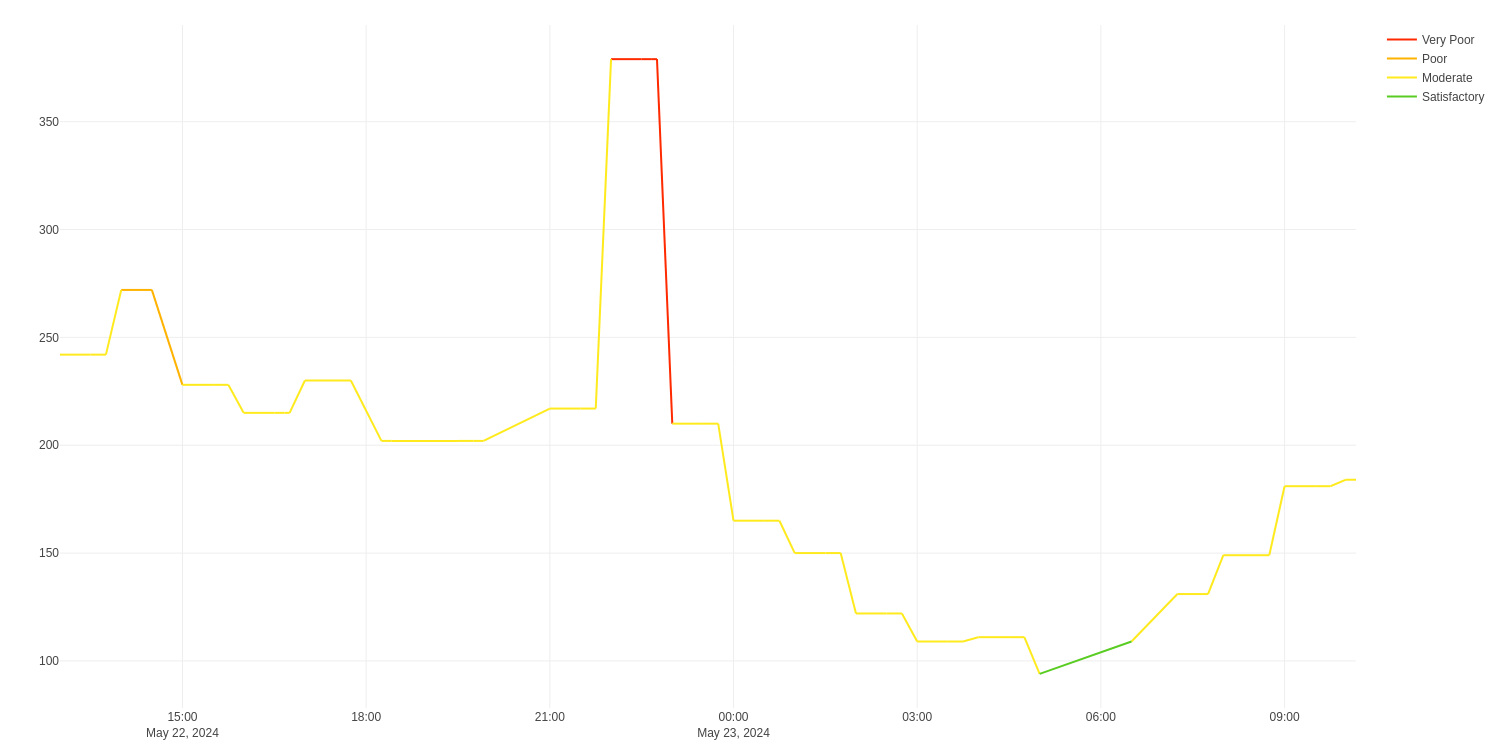 Very Poor
Poor
Moderate
Satisfactory
350
300
250
200
150
100
15:00
May 22, 2024
18:00
21:00
00:00
May 23, 2024
03:00
06:00
09:00